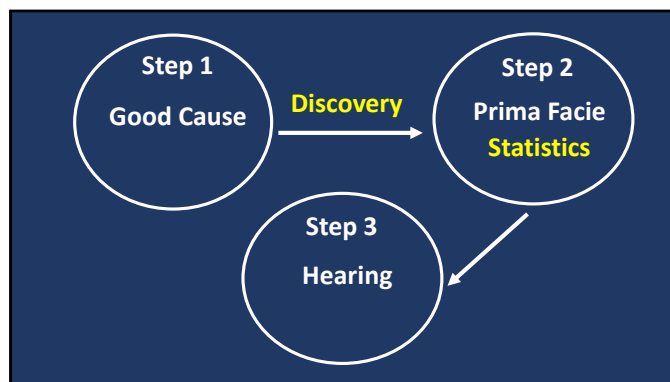 Step 1
Good Cause
Discovery
Step 2
Prima Facie
Statistics
Step 3
Hearing